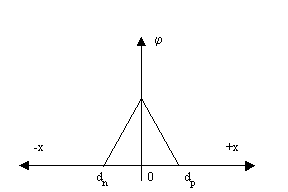 φ
-x +x
dn 0 dp